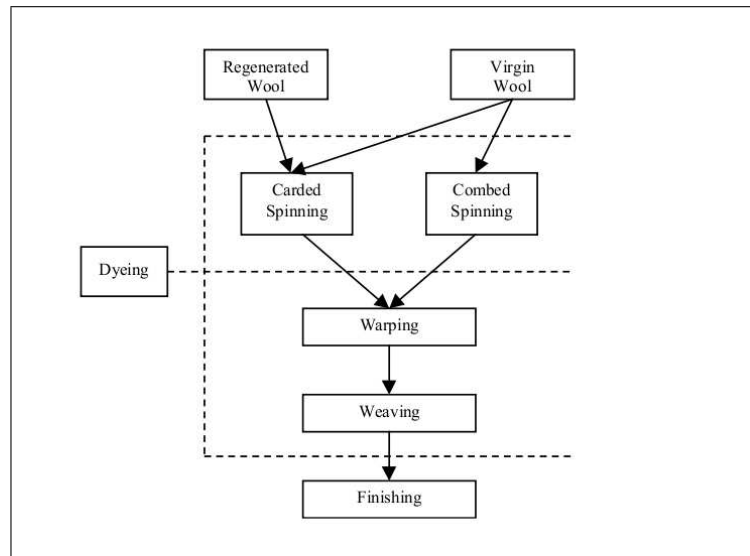 Regenerated
Wool
Virgin
Wool
Carded
Spinning
Combed
Spinning
Dyeing
Warping
Weaving
Finishing